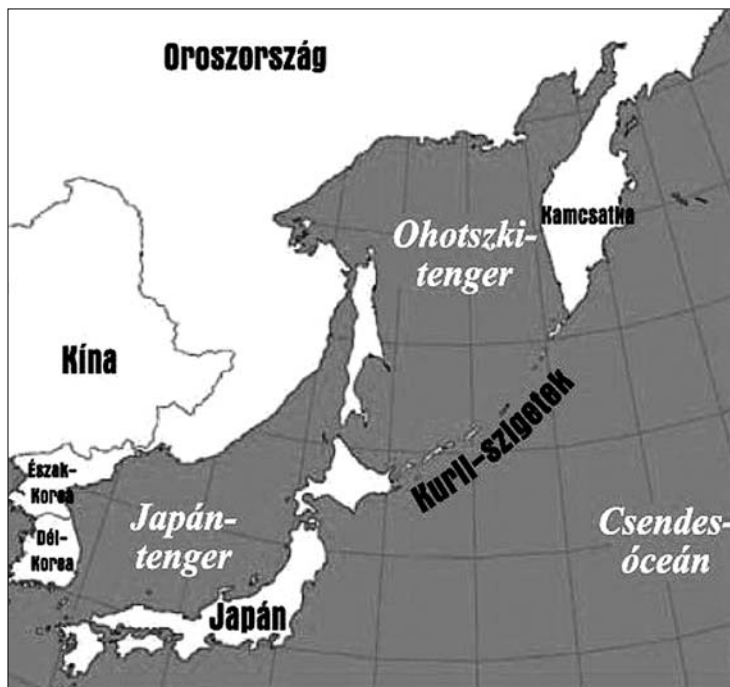 Oroszország
Kamcsatka
Ohotszki-
tenger
Kína
Kuril-szigetek
Észak-
Korea
Dél-
Korea
Japán-
tenger
Csendes-
óceán
Japán